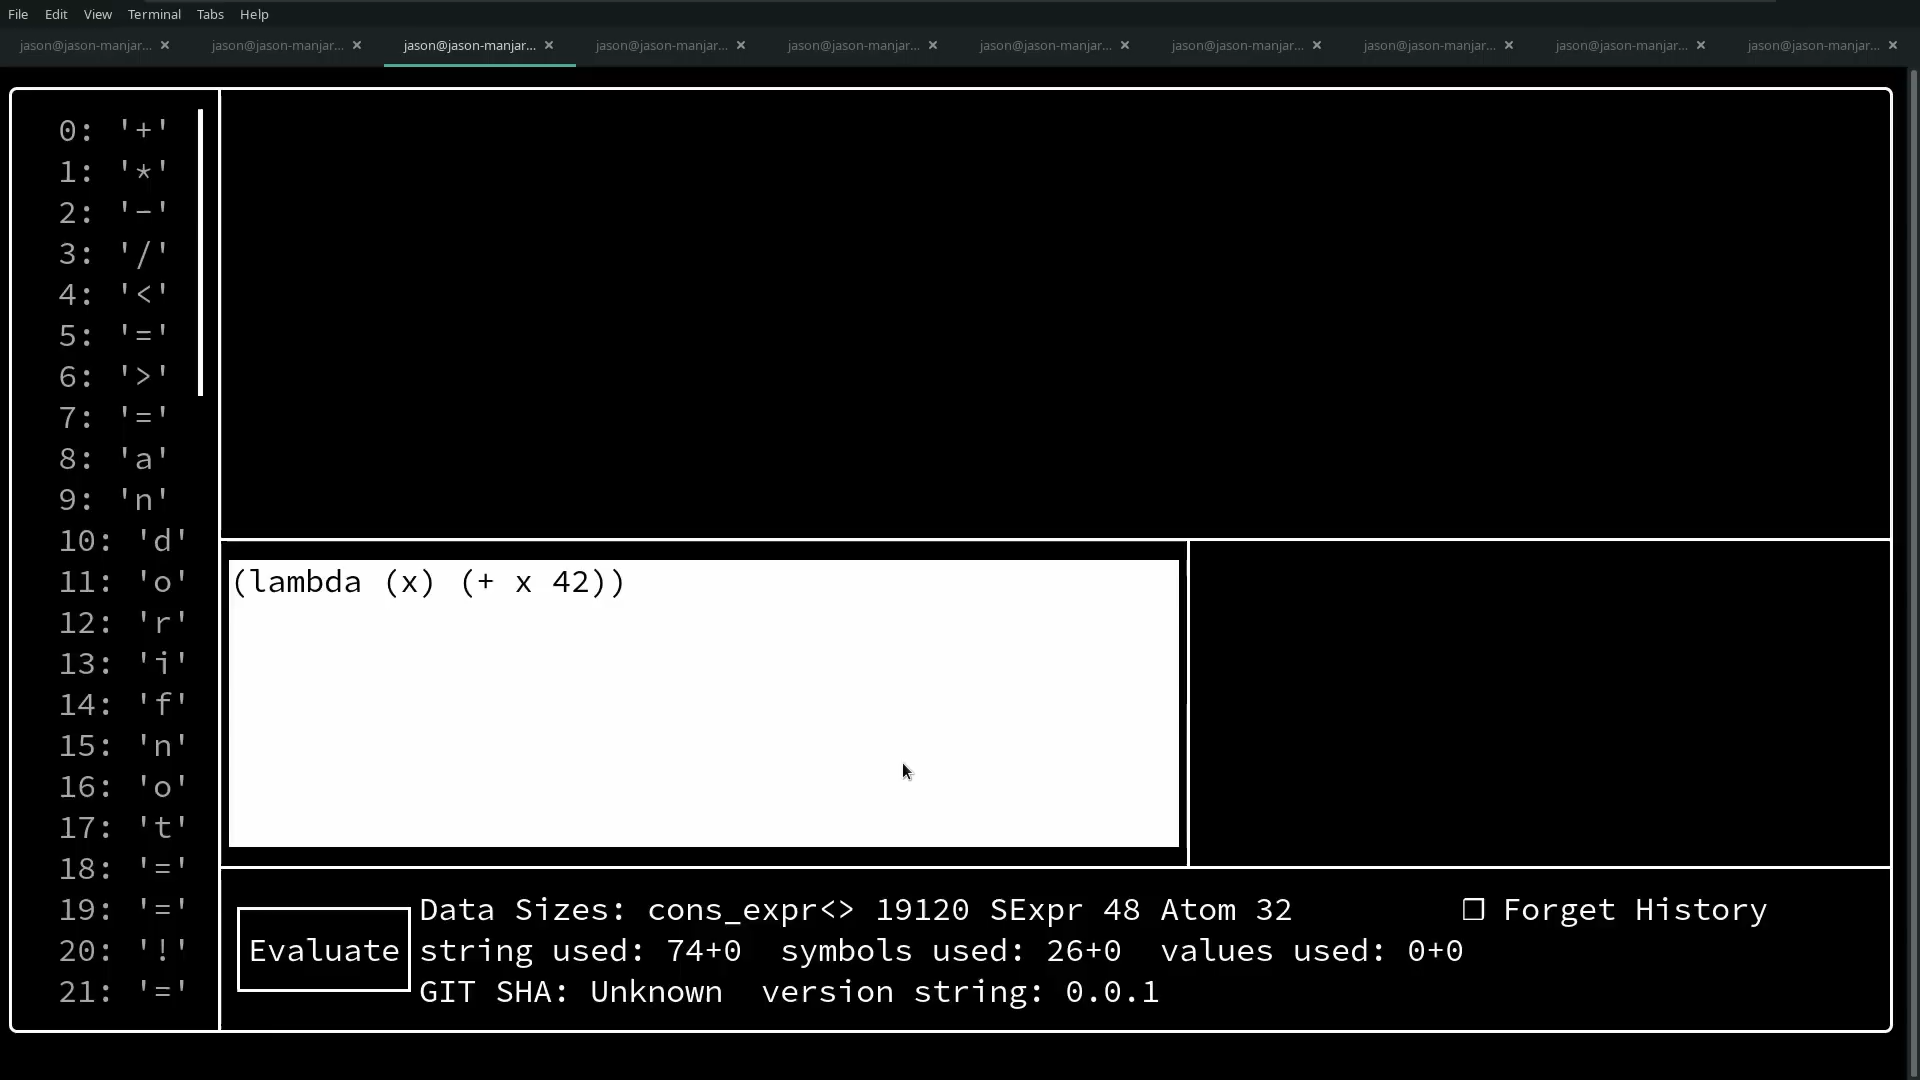 File Edit View Terminal Tabs Help
jason@jason-manjar... jason@jason-manjar... jason@jason-manjar... jason@jason-manjar... jason@jason-manjar... jason@jason-manjar... jason@jason-manjar... jason@jason-manjar... jason@jason-manjar... jason@jason-manjar...
0: '+'
1: '*'
2: '-'
3: '/'
4: '<'
5: '='
6: '>'
7: '='
8: 'a'
9: 'n'
10: 'd'
11: 'o'
12: 'r'
13: 'i'
14: 'f'
15: 'n'
16: 'o'
17: 't'
18: '='
19: '='
20: '!'
21: '='
(lambda (x) (+ x 42))
Evaluate
Data Sizes: cons_expr<> 19120 SExpr 48 Atom 32
string used: 74+0 symbols used: 26+0 values used: 0+0
GIT SHA: Unknown version string: 0.0.1
Forget History